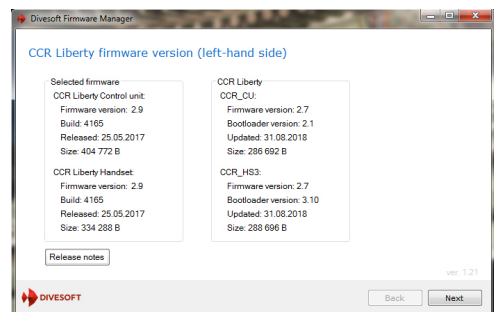 Divesoft Firmware Manager
CCR Liberty firmware version (left-hand side)
Selected firmware
CCR Liberty Control unit:
Firmware version: 2.9
Build: 4165
Released: 25.05.2017
Size: 404 772 B
CCR Liberty Handset:
Firmware version: 2.9
Build: 4165
Released: 25.05.2017
Size: 334 288 B
CCR Liberty
CCR_CU:
Firmware version: 2.7
Bootloader version: 2.1
Updated: 31.08.2018
Size: 286 692 B
CCR_HS3:
Firmware version: 2.7
Bootloader version: 3.10
Updated: 31.08.2018
Size: 288 696 B
Release notes
ver. 1.21
DIVESOFT
Back
Next